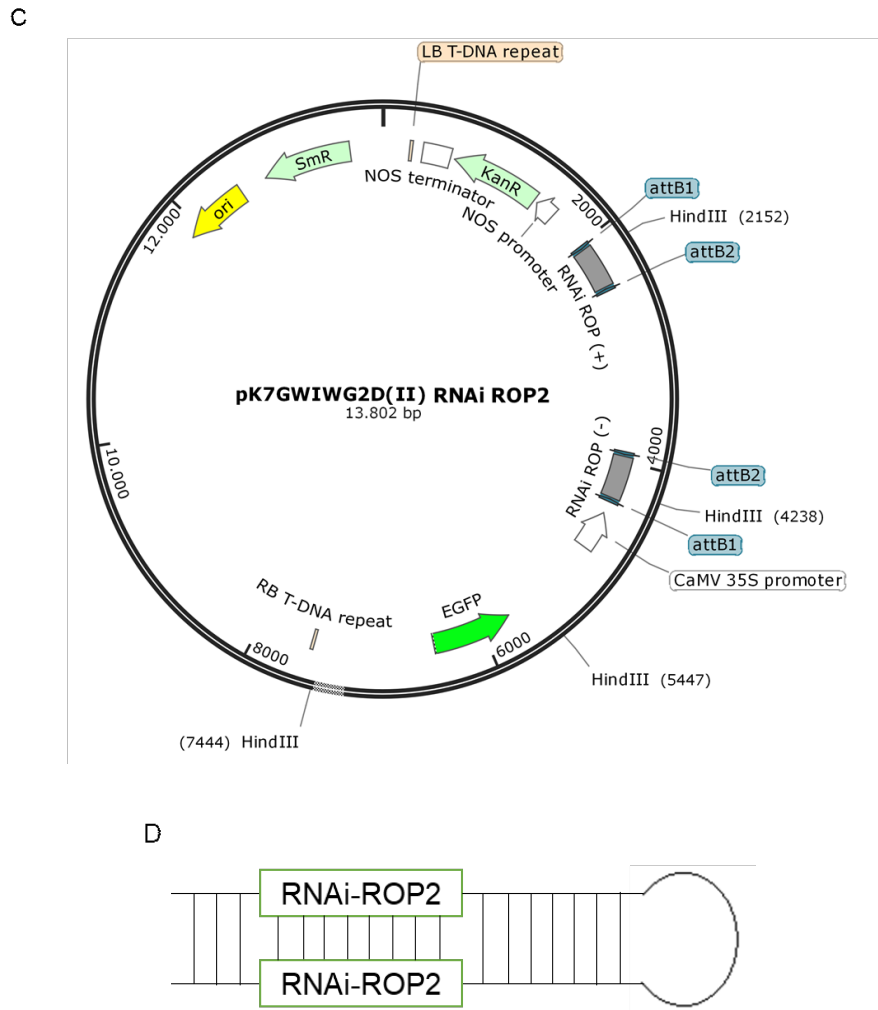 C
LB T-DNA repeat
SmR
NOS terminator
KanR
NOS promoter
ori
12.000
2000
attB1
HindIII (2152)
attB2
RNAi ROP (+)
pK7GWIWG2D(II) RNAi ROP2
13.802 bp
RNAi ROP (-)
4000
attB2
HindIII (4238)
attB1
CaMV 35S promoter
10.000
RB T-DNA repeat
EGFP
8000
6000
HindIII (5447)
(7444) HindIII
D
RNAi-ROP2
RNAi-ROP2